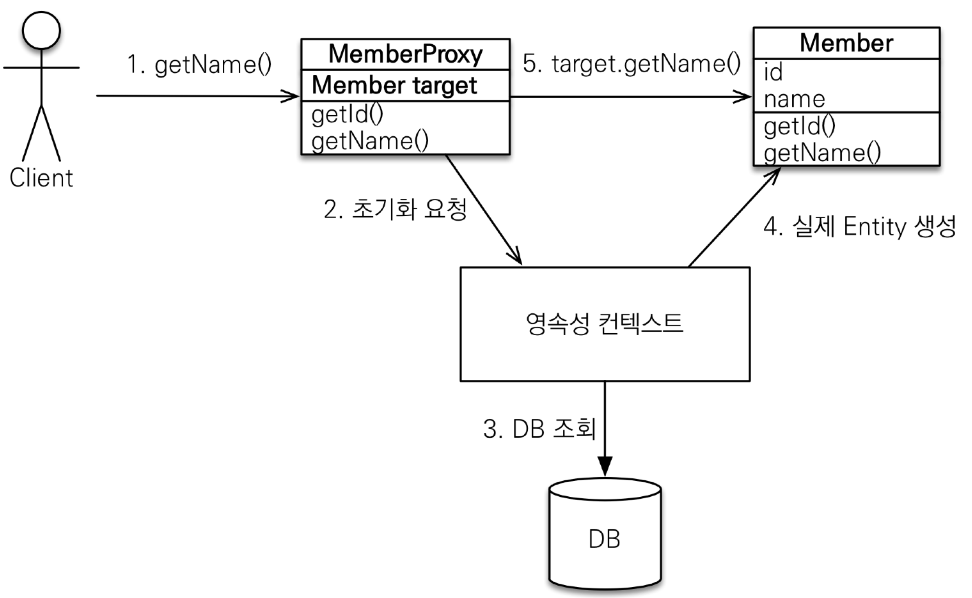 1. getName()
MemberProxy
Member target
getId()
getName()
5. target.getName()
Member
id
name
getId()
getName()
Client
2. 초기화 요청
4. 실제 Entity 생성
영속성 컨텍스트
3. DB 조회
DB